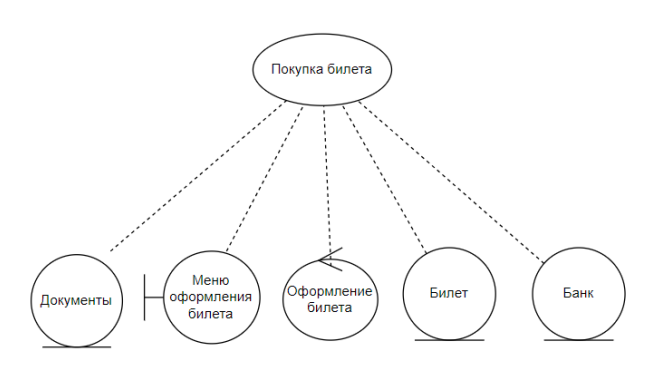 Покупка билета
Документы
Меню
оформления
билета
Оформление
билета
Билет
Банк